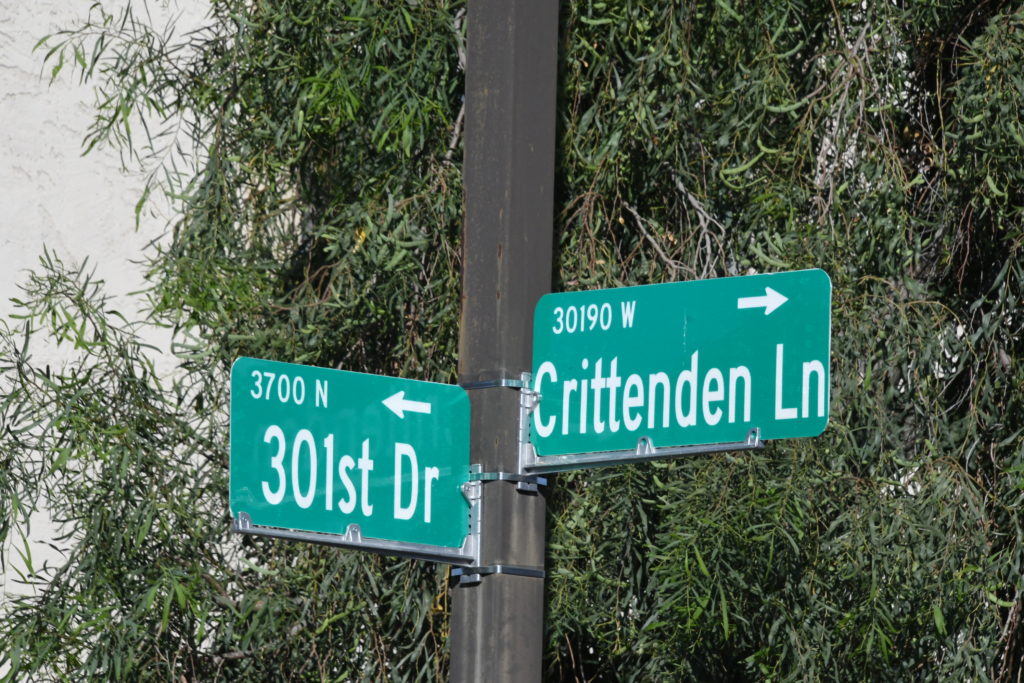 3700 N ←
301st Dr
30190 W →
Crittenden Ln